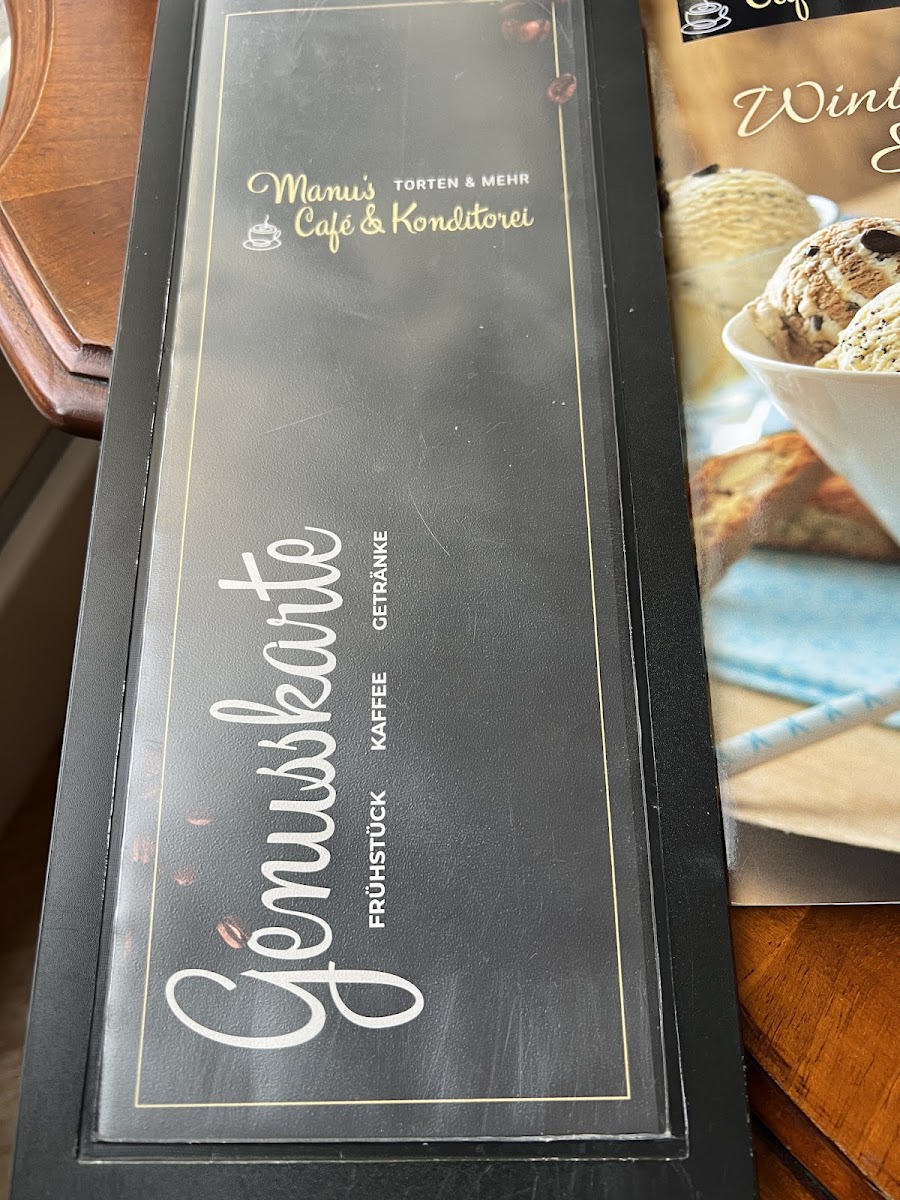 Manu's TORTEN & MEHR
Café & Konditorei
Genusskarte
FRÜHSTÜCK KAFFEE GETRÄNKE
&